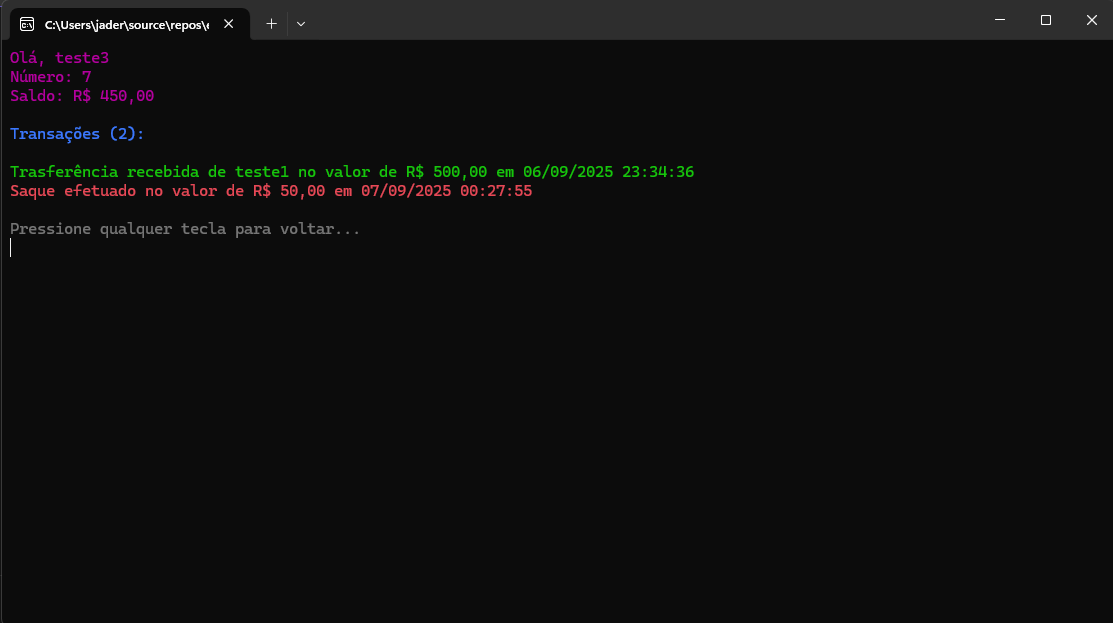 C:\Users\jader\source\repos\e
Olá, teste3
Número: 7
Saldo: R$ 450,00
Transações (2):
Trasferência recebida de teste1 no valor de R$ 500,00 em 06/09/2025 23:34:36
Saque efetuado no valor de R$ 50,00 em 07/09/2025 00:27:55
Pressione qualquer tecla para voltar...